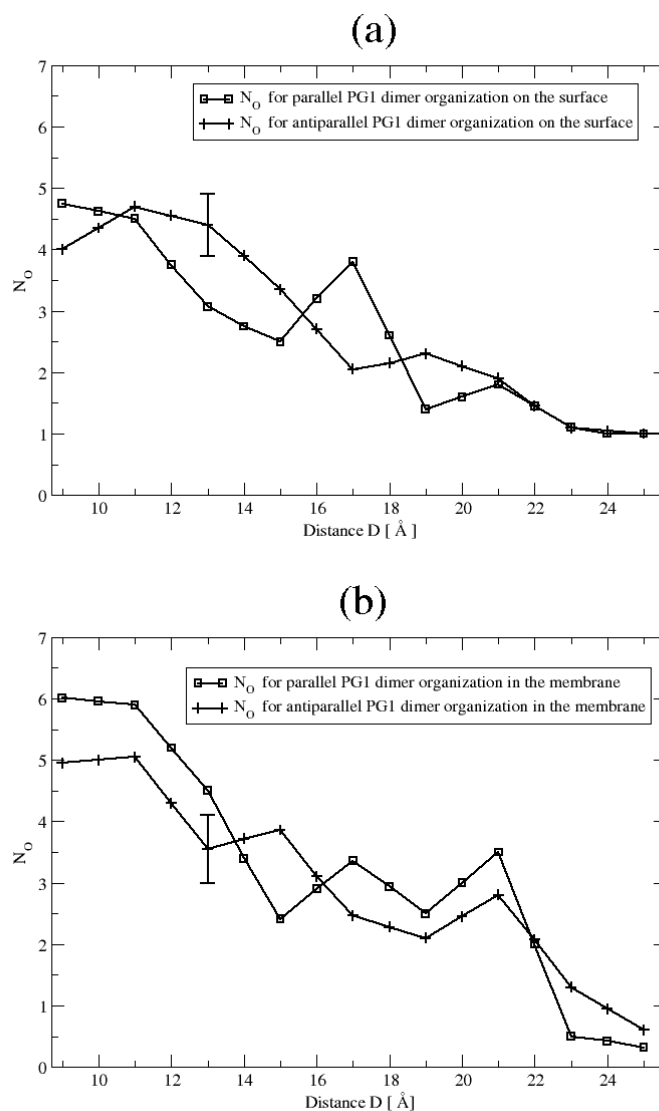 (a)
7
6
5
4
3
2
1
0
N_O
N_O for parallel PG1 dimer organization on the surface
N_O for antiparallel PG1 dimer organization on the surface
10 12 14 16 18 20 22 24
Distance D [ Å ]
(b)
7
6
5
4
3
2
1
0
N_O
N_O for parallel PG1 dimer organization in the membrane
N_O for antiparallel PG1 dimer organization in the membrane
10 12 14 16 18 20 22 24
Distance D [ Å]